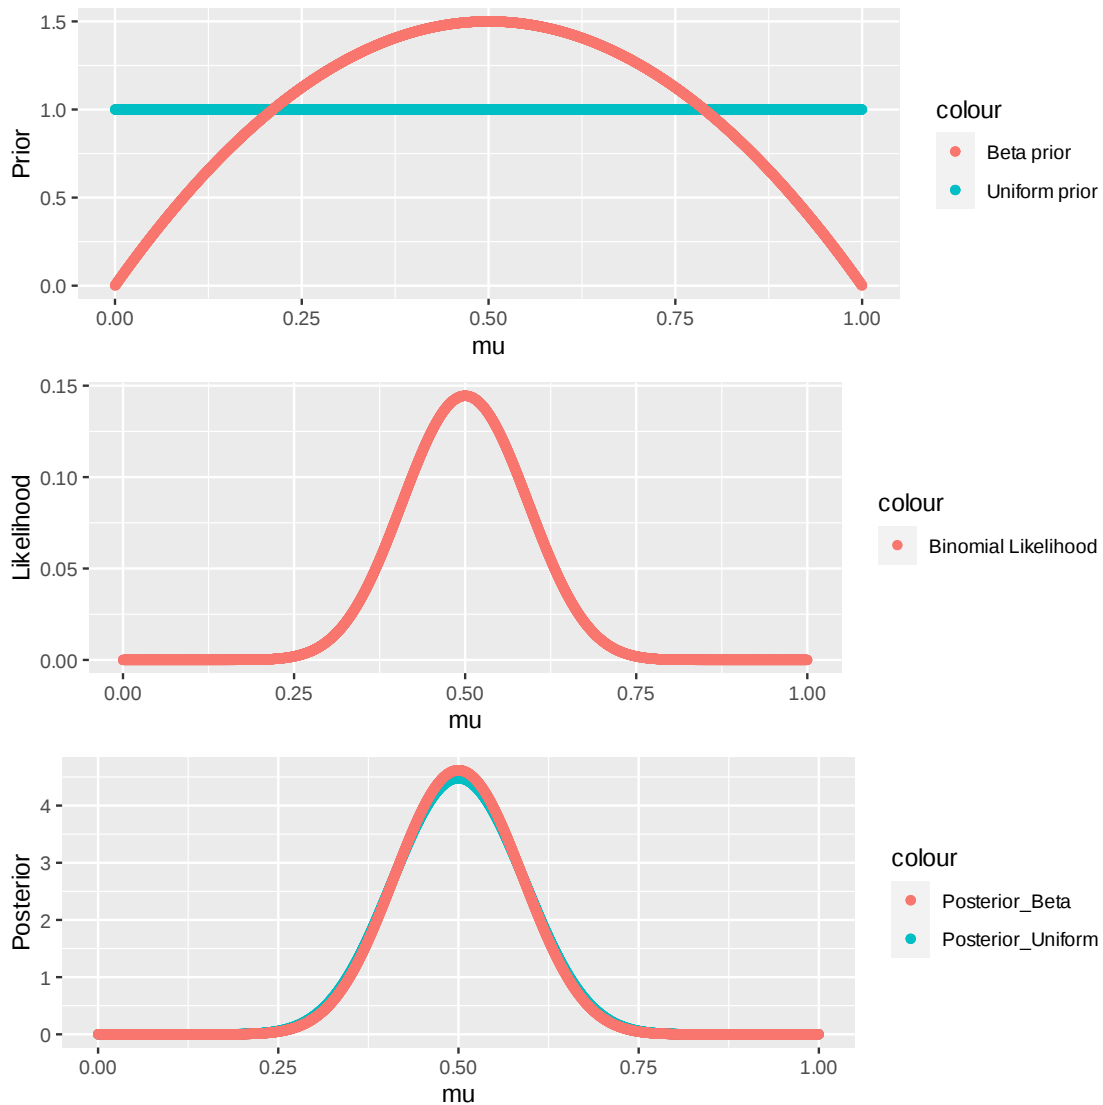 Prior
1.5
1.0
0.5
0.0
0.00 0.25 0.50 0.75 1.00
mu
colour
Beta prior
Uniform prior
Likelihood
0.15
0.10
0.05
0.00
0.00 0.25 0.50 0.75 1.00
mu
colour
Binomial Likelihood
Posterior
4
3
2
1
0
0.00 0.25 0.50 0.75 1.00
mu
colour
Posterior_Beta
Posterior_Uniform